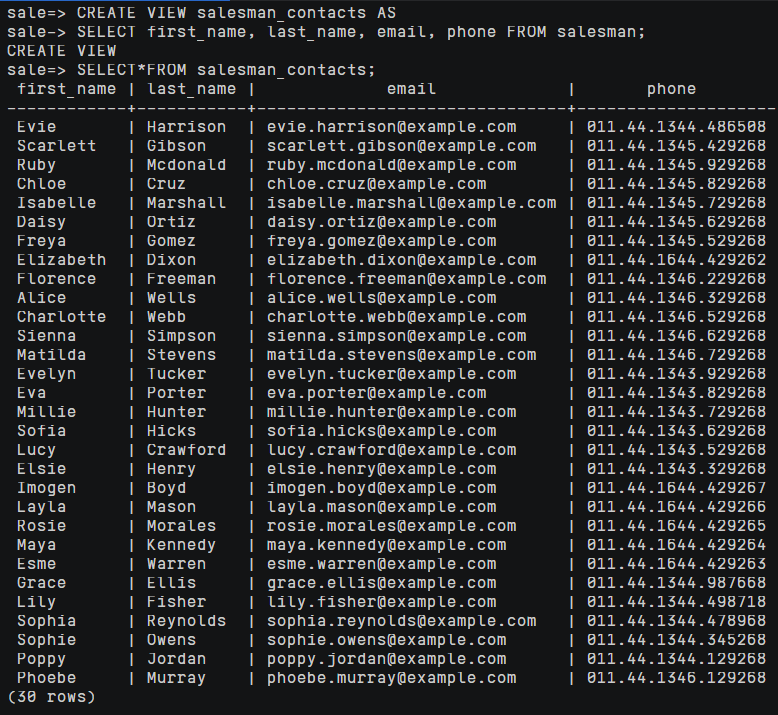 sale=> CREATE VIEW salesman_contacts AS
sale-> SELECT first_name, last_name, email, phone FROM salesman;
CREATE VIEW
sale=> SELECT*FROM salesman_contacts;
 first_name | last_name |             email             |       phone
------------+-----------+-------------------------------+--------------------
 Evie       | Harrison  | evie.harrison@example.com     | 011.44.1344.486508
 Scarlett   | Gibson    | scarlett.gibson@example.com   | 011.44.1345.429268
 Ruby       | Mcdonald  | ruby.mcdonald@example.com     | 011.44.1345.929268
 Chloe      | Cruz      | chloe.cruz@example.com        | 011.44.1345.829268
 Isabelle   | Marshall  | isabelle.marshall@example.com | 011.44.1345.729268
 Daisy      | Ortiz     | daisy.ortiz@example.com       | 011.44.1345.629268
 Freya      | Gomez     | freya.gomez@example.com       | 011.44.1345.529268
 Elizabeth  | Dixon     | elizabeth.dixon@example.com   | 011.44.1644.429262
 Florence   | Freeman   | florence.freeman@example.com  | 011.44.1346.229268
 Alice      | Wells     | alice.wells@example.com       | 011.44.1346.329268
 Charlotte  | Webb      | charlotte.webb@example.com    | 011.44.1346.529268
 Sienna     | Simpson   | sienna.simpson@example.com    | 011.44.1346.629268
 Matilda    | Stevens   | matilda.stevens@example.com   | 011.44.1346.729268
 Evelyn     | Tucker    | evelyn.tucker@example.com     | 011.44.1343.929268
 Eva        | Porter    | eva.porter@example.com        | 011.44.1343.829268
 Millie     | Hunter    | millie.hunter@example.com     | 011.44.1343.729268
 Sofia      | Hicks     | sofia.hicks@example.com       | 011.44.1343.629268
 Lucy       | Crawford  | lucy.crawford@example.com     | 011.44.1343.529268
 Elsie      | Henry     | elsie.henry@example.com       | 011.44.1343.329268
 Imogen     | Boyd      | imogen.boyd@example.com       | 011.44.1644.429267
 Layla      | Mason     | layla.mason@example.com       | 011.44.1644.429266
 Rosie      | Morales   | rosie.morales@example.com     | 011.44.1644.429265
 Maya       | Kennedy   | maya.kennedy@example.com      | 011.44.1644.429264
 Esme       | Warren    | esme.warren@example.com       | 011.44.1644.429263
 Grace      | Ellis     | grace.ellis@example.com       | 011.44.1344.987668
 Lily       | Fisher    | lily.fisher@example.com       | 011.44.1344.498718
 Sophia     | Reynolds  | sophia.reynolds@example.com   | 011.44.1344.478968
 Sophie     | Owens     | sophie.owens@example.com      | 011.44.1344.345268
 Poppy      | Jordan    | poppy.jordan@example.com      | 011.44.1344.129268
 Phoebe     | Murray    | phoebe.murray@example.com     | 011.44.1346.129268
(30 rows)